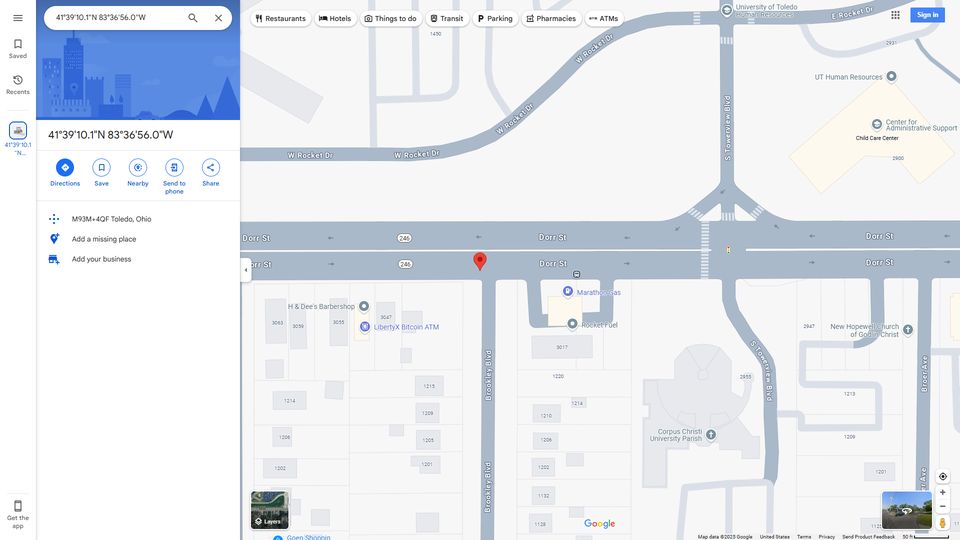 41°39'10.1"N 83°36'56.0"W
Restaurants
Hotels
Things to do
Transit
Parking
Pharmacies
ATMs
Sign in
Saved
Recents
41°39'10.1
"N...
Get the
app
41°39'10.1"N 83°36'56.0"W
Directions
Save
Nearby
Send to
phone
Share
M93M+4QF Toledo, Ohio
Add a missing place
Add your business
University of Toledo
Human Resources
E Rocket Dr
1450
2931
W Rocket Dr
UT Human Resources
W Rocket Dr
S Towerview Blvd
Center for
Administrative Support
Child Care Center
2900
W Rocket Dr
W Rocket Dr
Dorr St
246
Dorr St
Dorr St
Dorr St
246
Dorr St
Dorr St
Marathon Gas
H & Dee's Barbershop
3063
3059
3055
3047
LibertyX Bitcoin ATM
Rocket Fuel
2947
New Hopewell Church
of God in Christ
3017
Brookley Blvd
S Towerview Blvd
Broer Ave
1220
2955
1215
1214
1214
1213
1209
1210
Corpus Christi
University Parish
1206
1205
1206
1209
1202
1201
1202
1201
Brookley Blvd
1132
1128
Layers
Google
Map data ©2025 Google
United States
Terms
Privacy
Send Product Feedback
50 ft